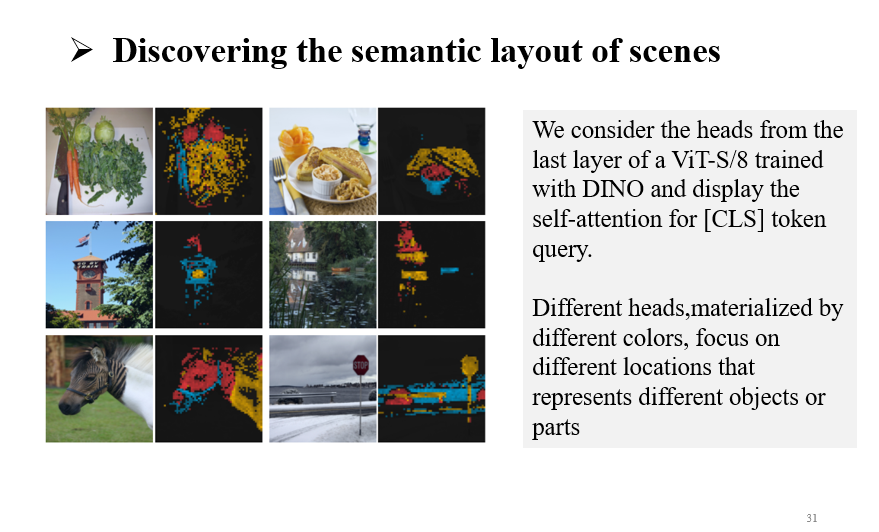 ➢ Discovering the semantic layout of scenes
We consider the heads from the
last layer of a ViT-S/8 trained
with DINO and display the
self-attention for [CLS] token
query.
Different heads,materialized by
different colors, focus on
different locations that
represents different objects or
parts
STOP
31